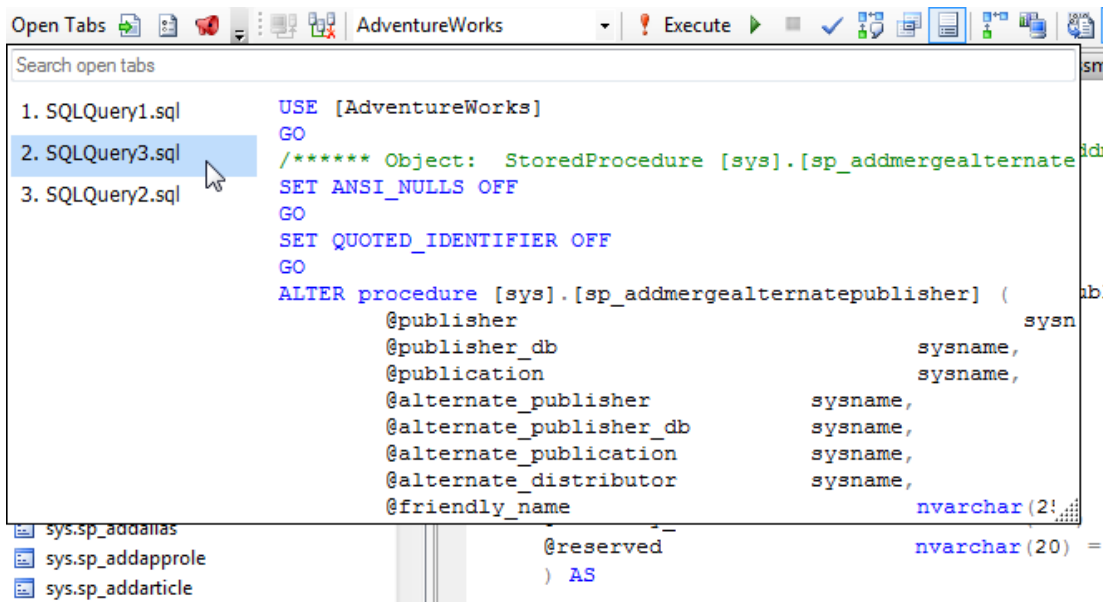 Open Tabs AdventureWorks Execute
Search open tabs
1. SQLQuery1.sql
2. SQLQuery3.sql
3. SQLQuery2.sql
USE [AdventureWorks]
GO
/****** Object:  StoredProcedure [sys].[sp_addmergealternate
SET ANSI_NULLS OFF
GO
SET QUOTED_IDENTIFIER OFF
GO
ALTER procedure [sys].[sp_addmergealternatepublisher] (
@publisher sysn
@publisher_db sysname,
@publication sysname,
@alternate_publisher sysname,
@alternate_publisher_db sysname,
@alternate_publication sysname,
@alternate_distributor sysname,
@friendly_name nvarchar(25
sys.sp_addalias
sys.sp_addapprole
sys.sp_addarticle
@reserved nvarchar(20) =
) AS